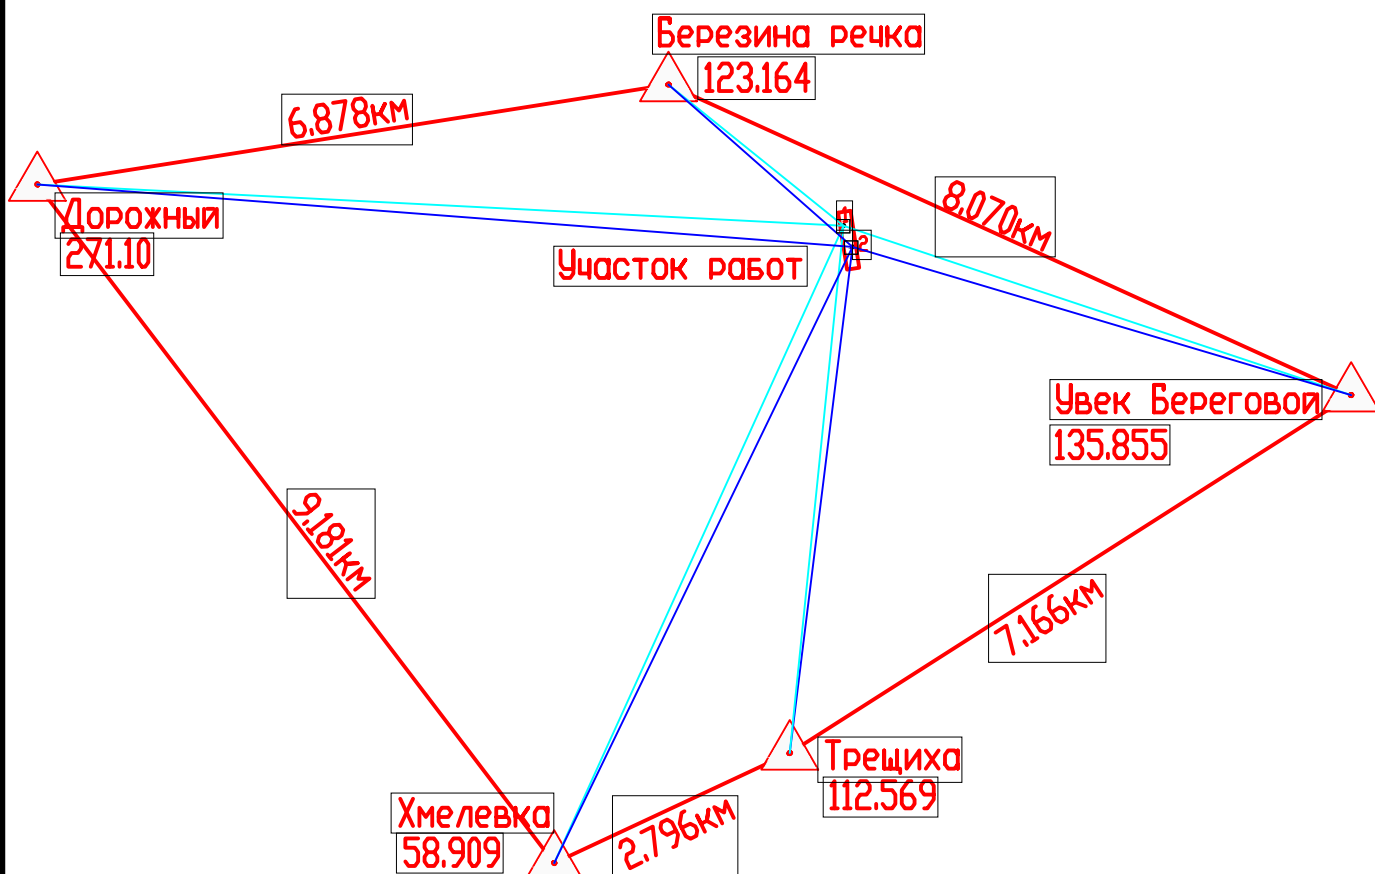 Березина речка
123.164
6.878км
8.070км
Дорожный
271.10
Участок работ
2
Увек Береговой
135.855
9.181км
7.166км
Трещиха
112.569
Хмелевка
58.909
2.796км